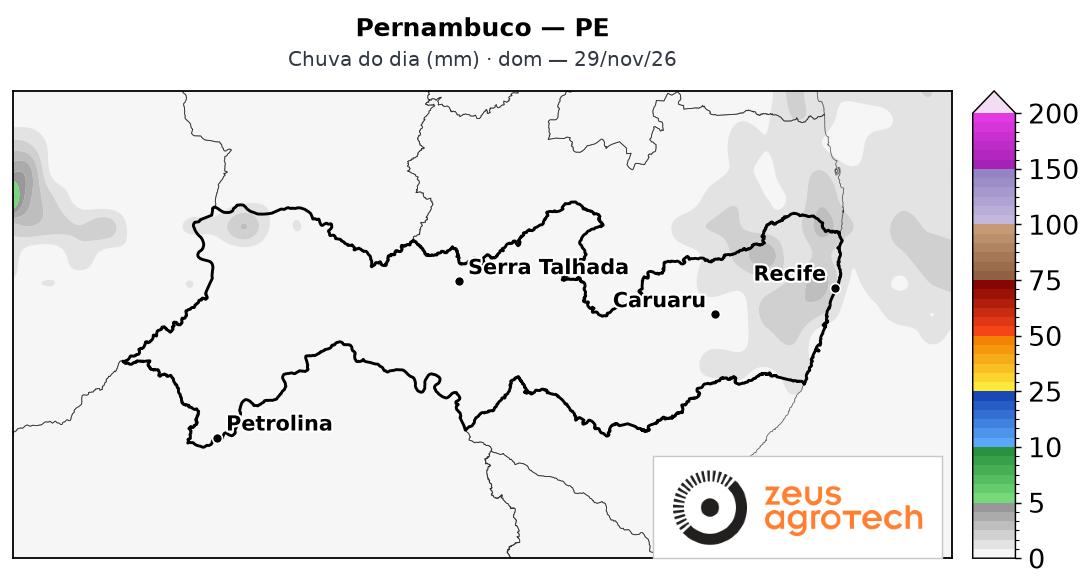 Pernambuco — PE
Chuva do dia (mm) · dom — 29/nov/26
Serra Talhada
Recife
Caruaru
Petrolina
200
150
100
75
50
25
10
5
0
zeus
agrotech